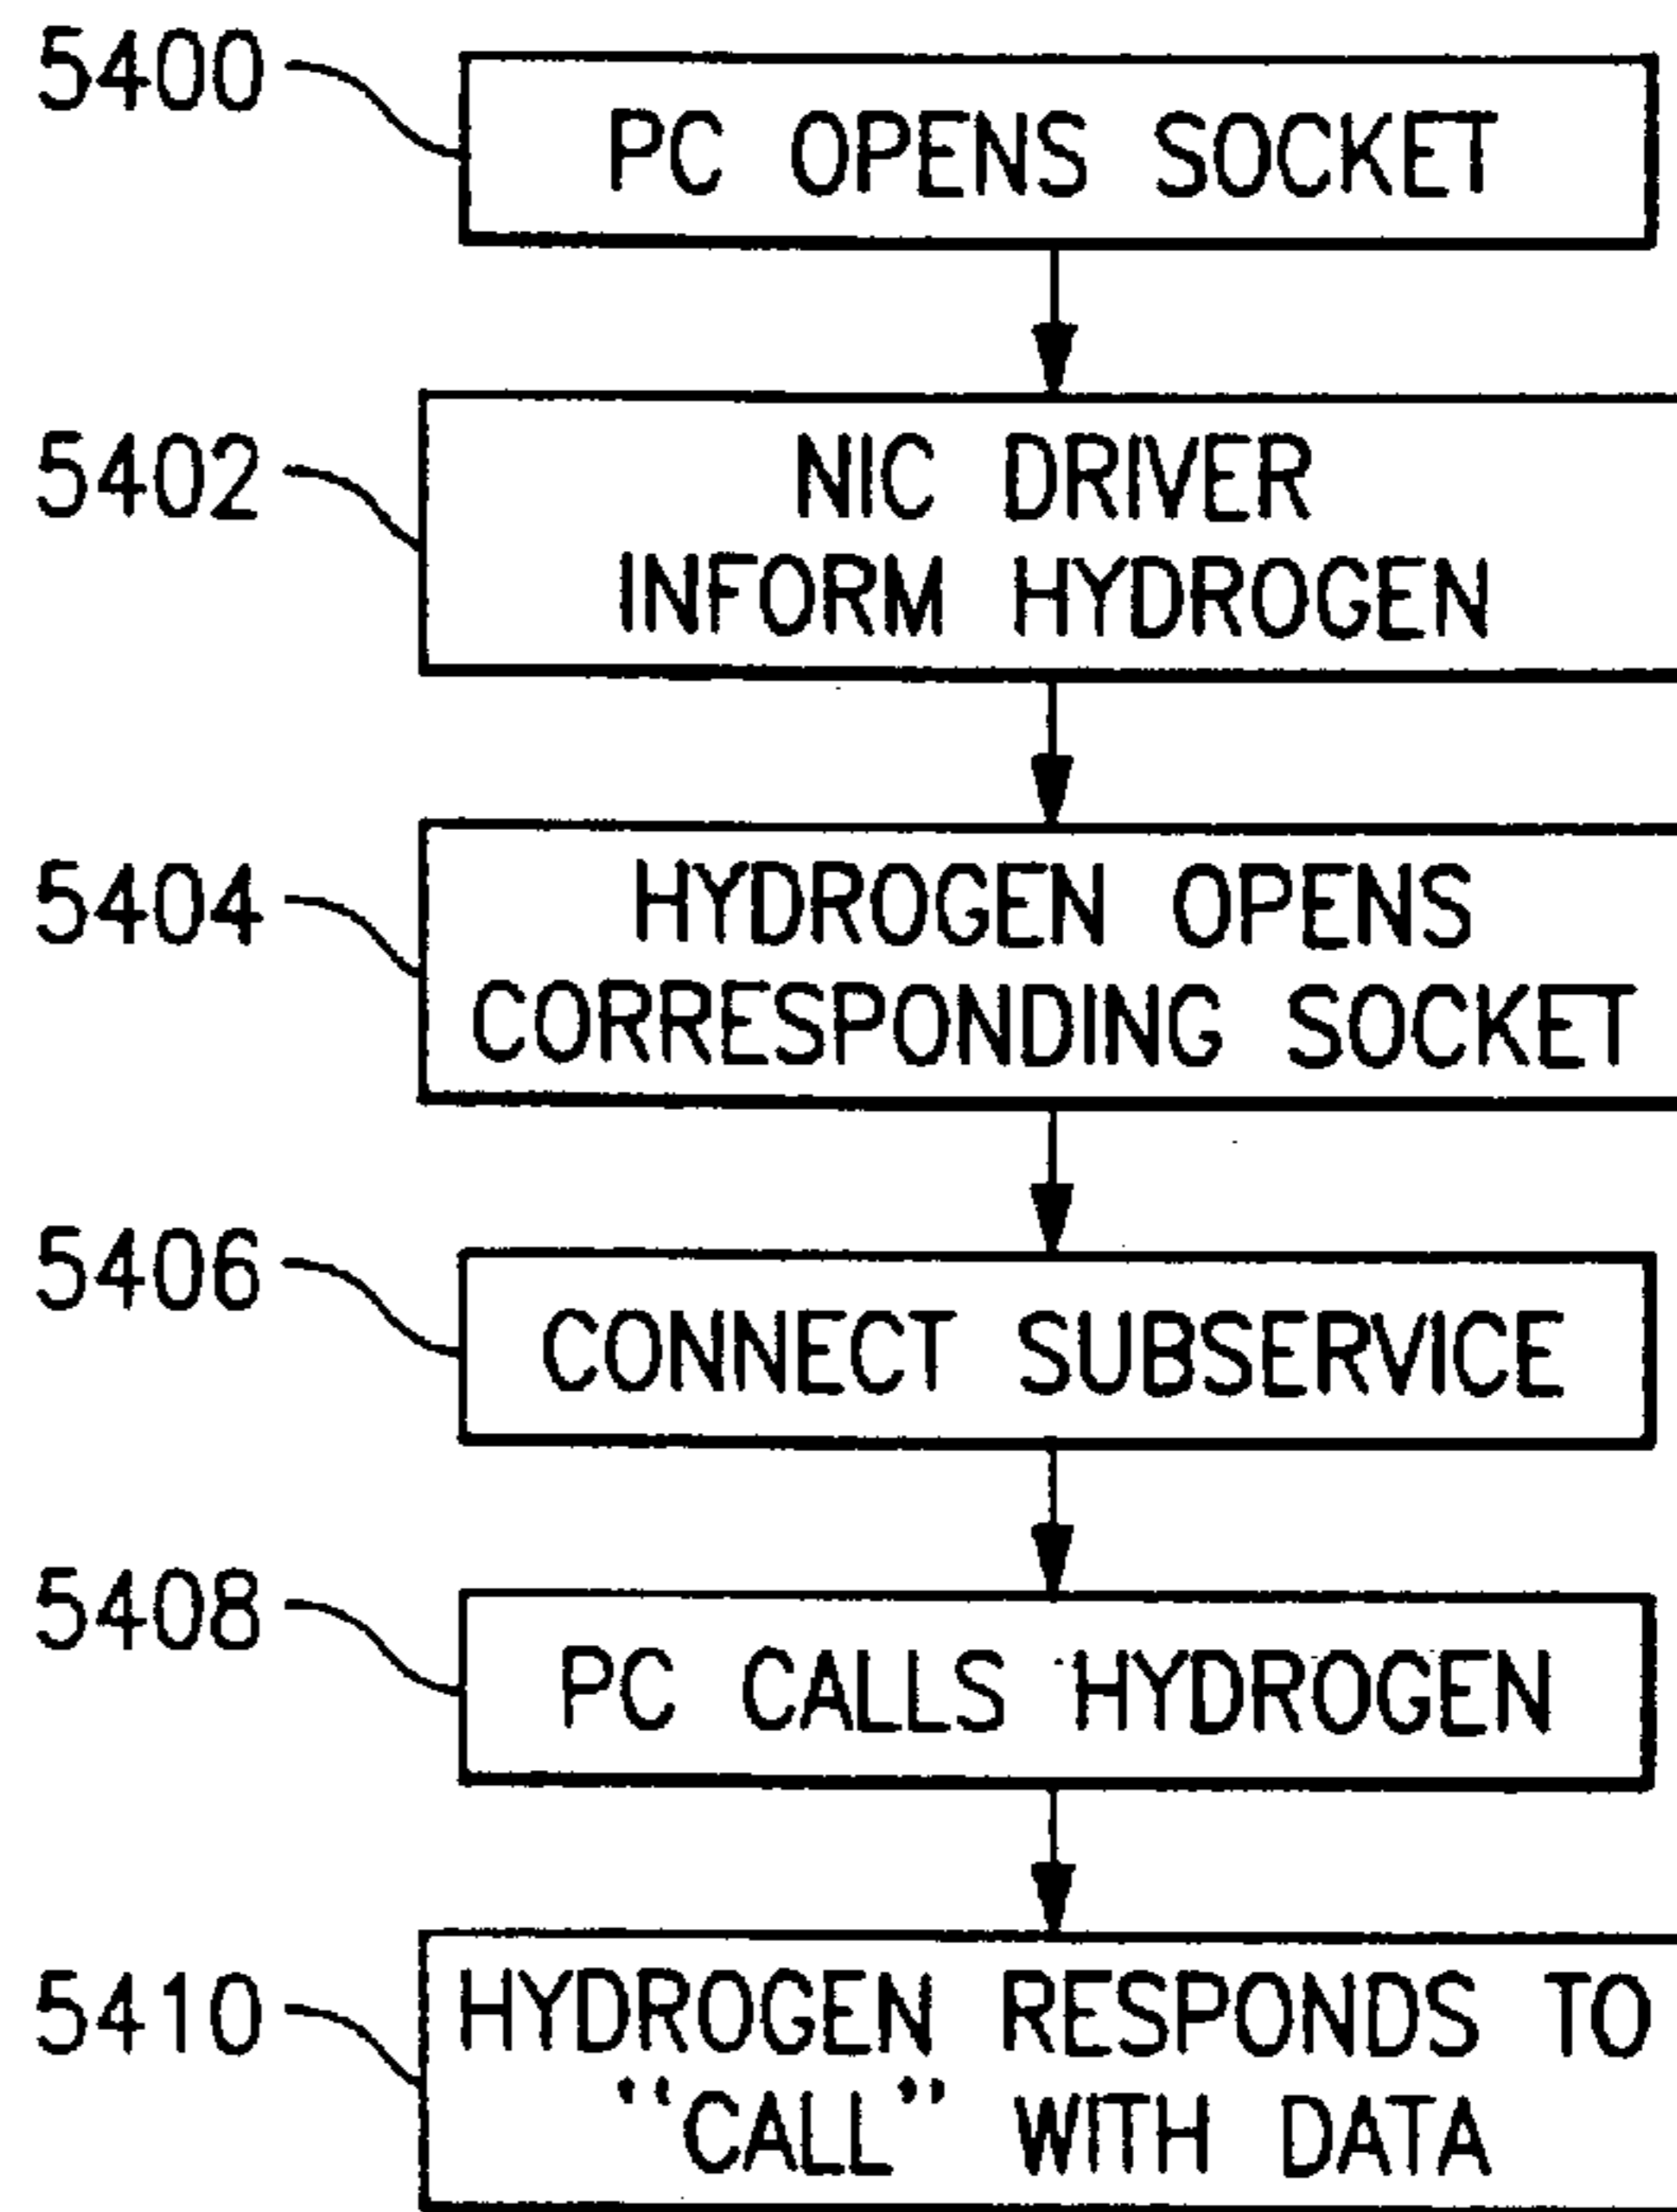 5400
PC OPENS SOCKET
5402
NIC DRIVER
INFORM HYDROGEN
5404
HYDROGEN OPENS
CORRESPONDING SOCKET
5406
CONNECT SUBSERVICE
5408
PC CALLS HYDROGEN
5410
HYDROGEN RESPONDS TO
"CALL" WITH DATA